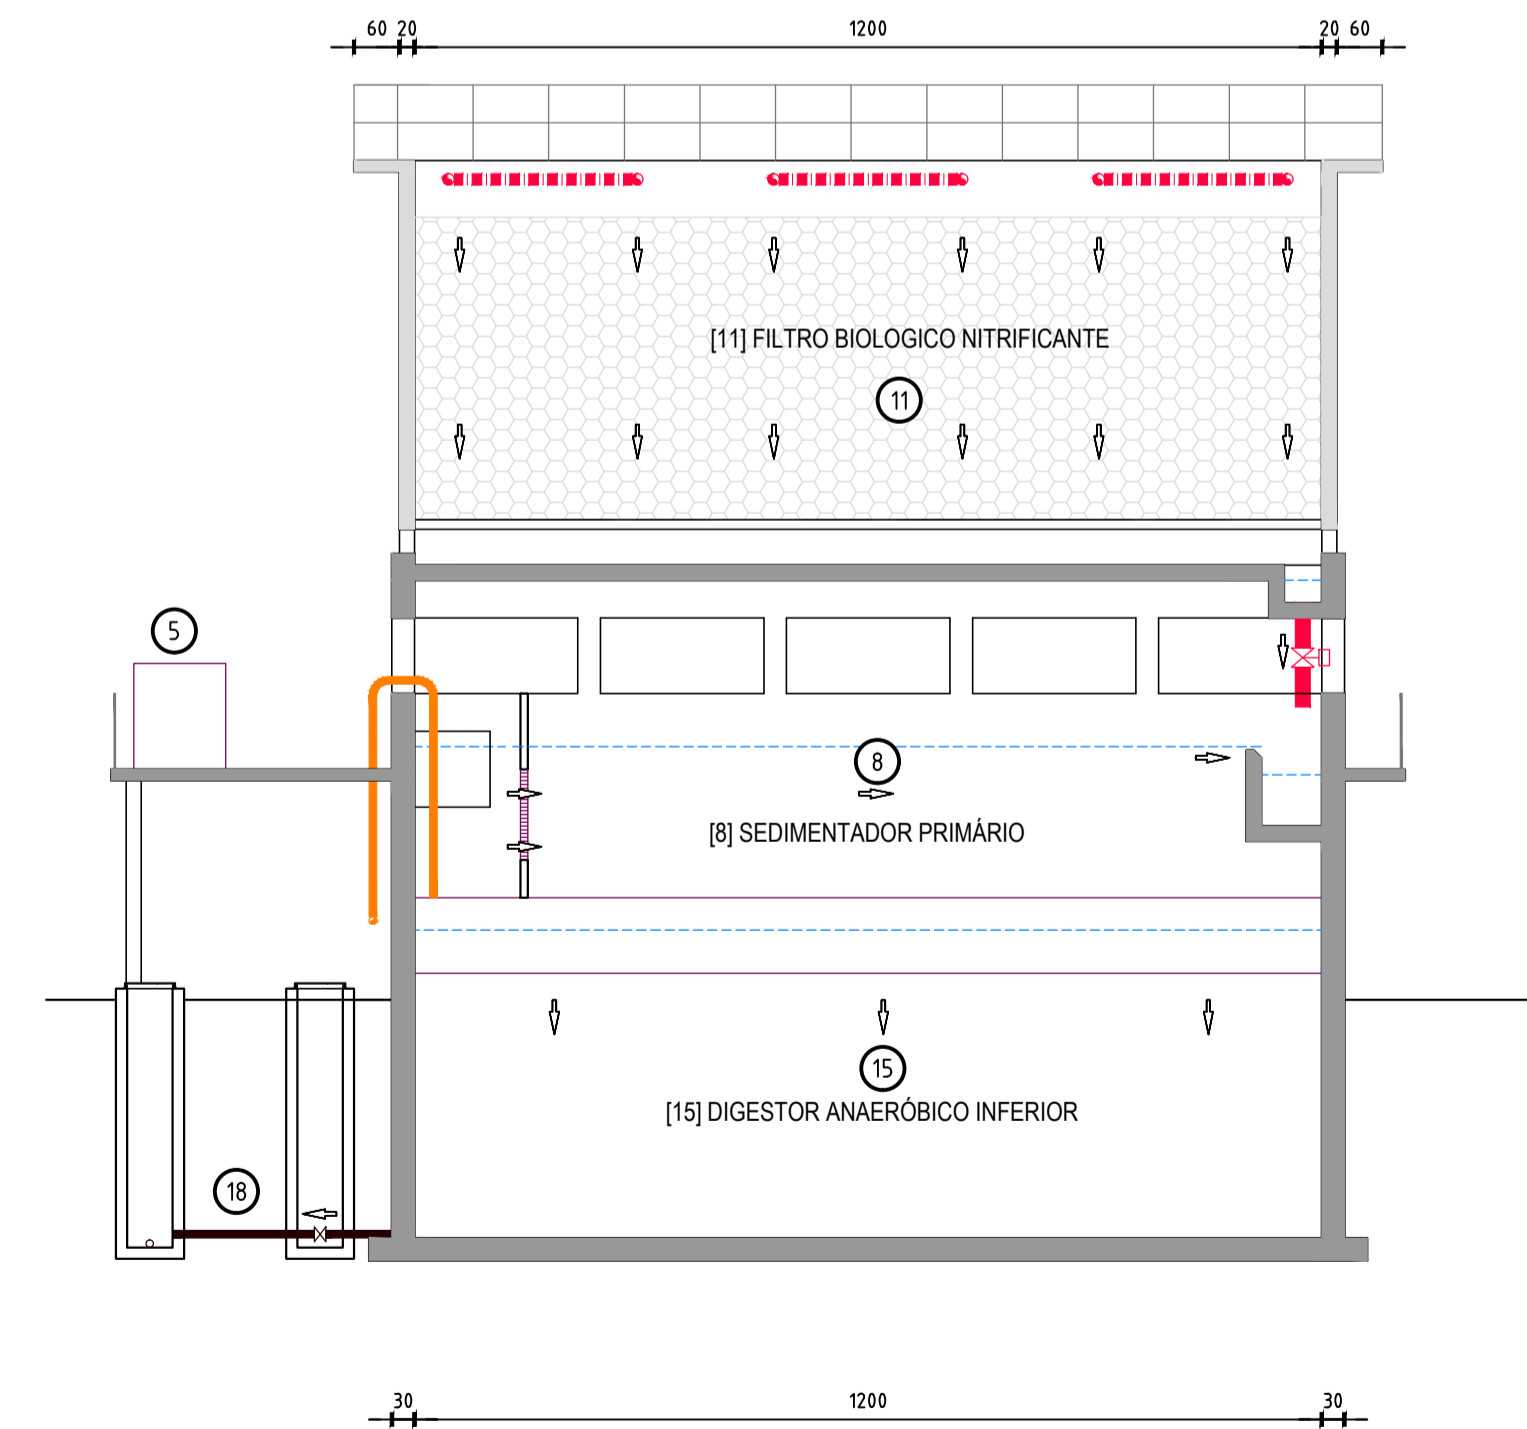 60 20 1200 20 60
[11] FILTRO BIOLOGICO NITRIFICANTE
11
5
8
[8] SEDIMENTADOR PRIMÁRIO
15
[15] DIGESTOR ANAERÓBICO INFERIOR
18
30 1200 30